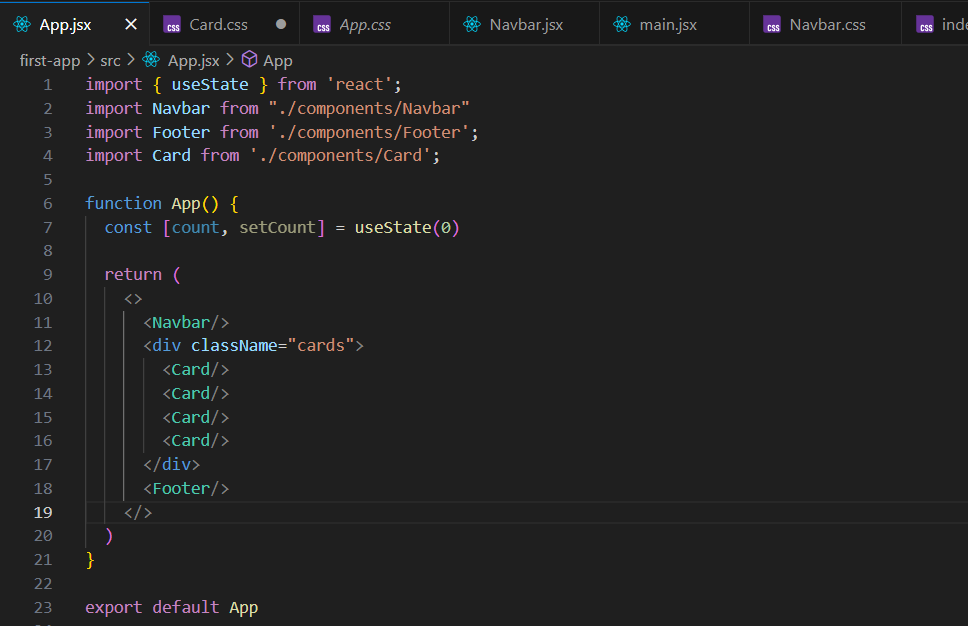 App.jsx Card.css App.css Navbar.jsx main.jsx Navbar.css inde
first-app > src > App.jsx > App
1 import { useState } from 'react';
2 import Navbar from "./components/Navbar"
3 import Footer from './components/Footer';
4 import Card from './components/Card';
5
6 function App() {
7   const [count, setCount] = useState(0)
8
9   return (
10     <>
11       <Navbar/>
12       <div className="cards">
13         <Card/>
14         <Card/>
15         <Card/>
16         <Card/>
17       </div>
18       <Footer/>
19     </>
20   )
21 }
22
23 export default App